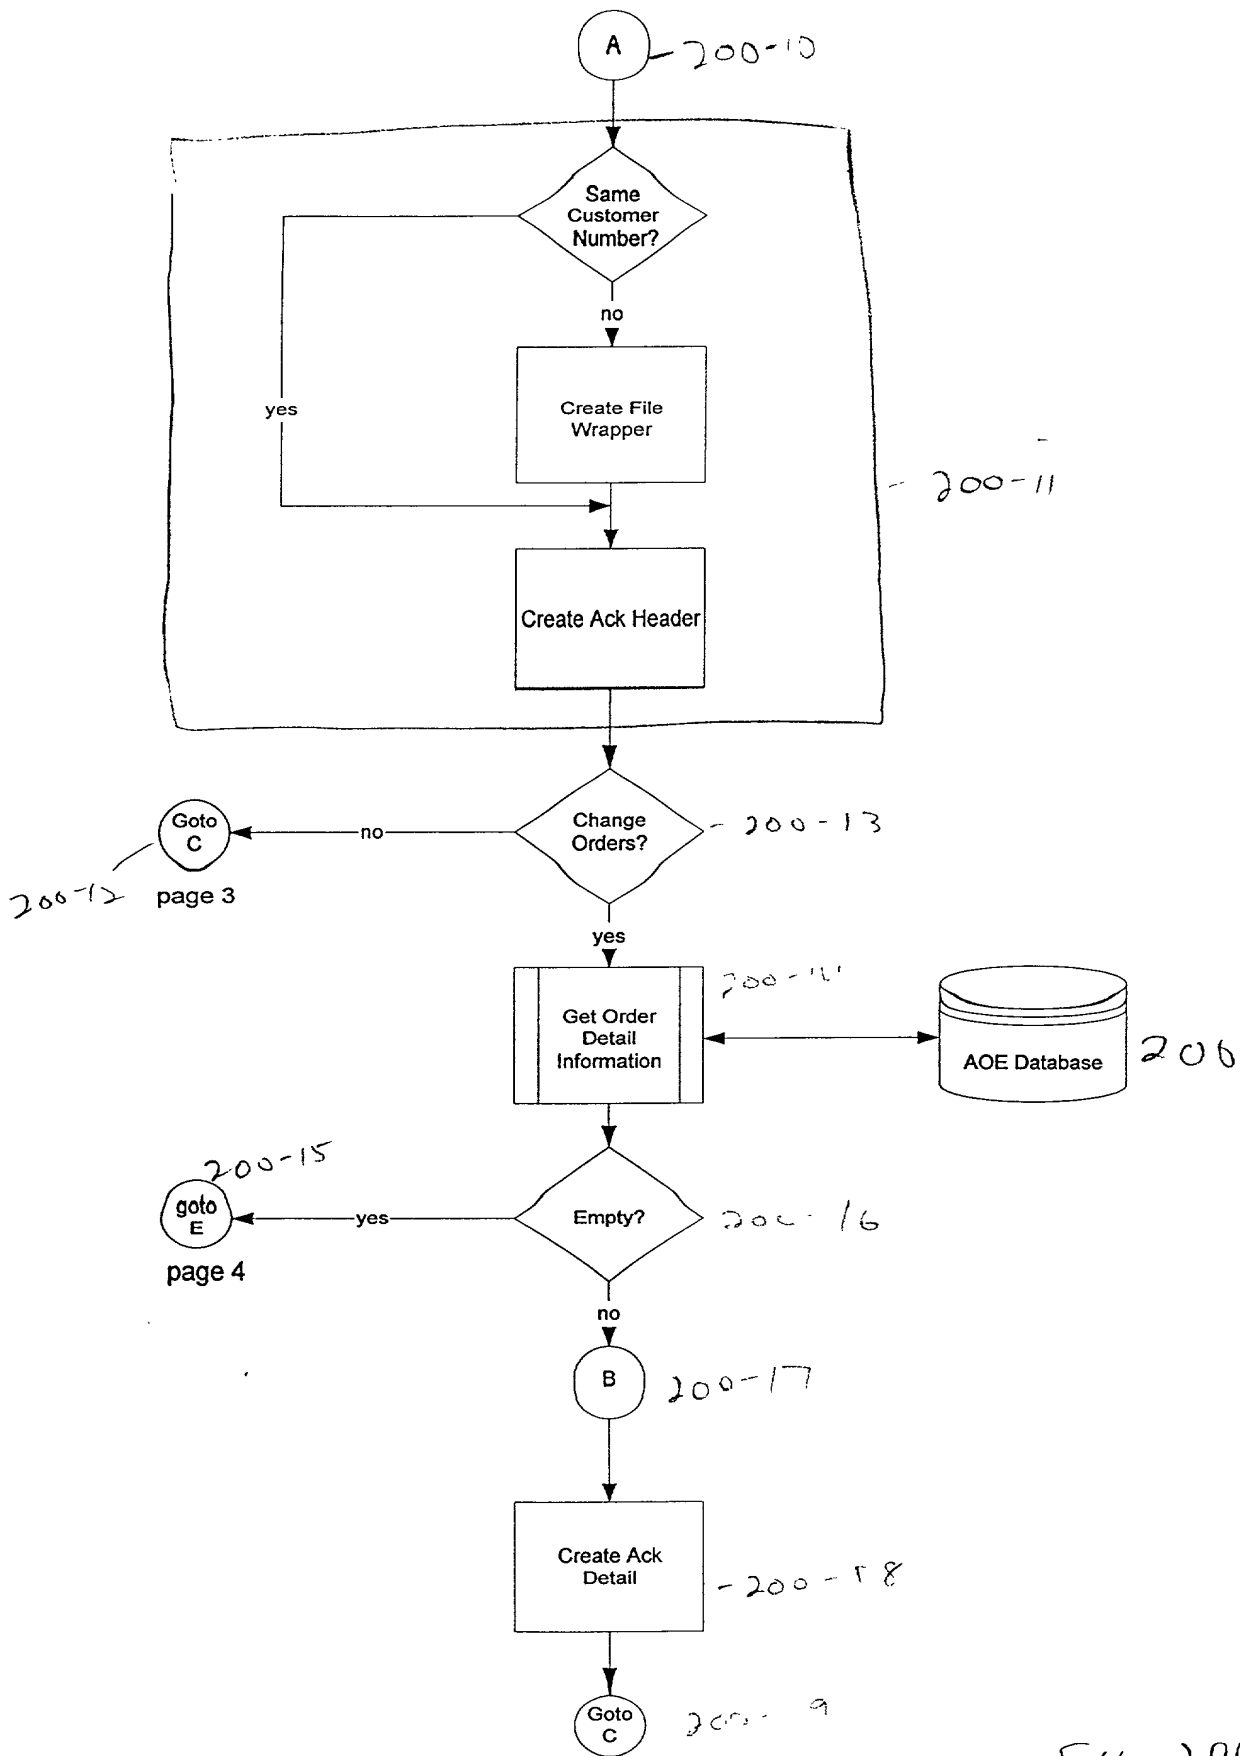 A
200-10
Same
Customer
Number?
no
yes
Create File
Wrapper
200-11
Create Ack Header
Change
Orders?
200-13
no
Goto
C
200-12
page 3
yes
Get Order
Detail
Information
AOE Database
200-15
goto
E
yes
Empty?
200-16
page 4
no
B
200-17
Create Ack
Detail
200-18
Goto
C